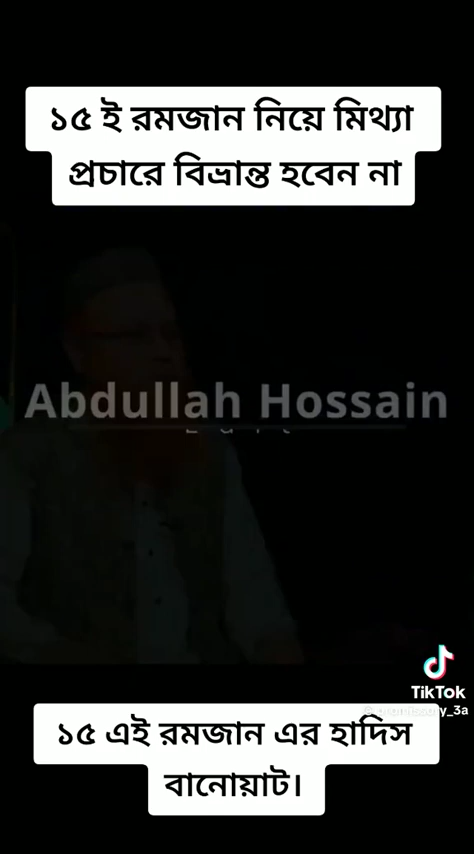 ১৫ ই রমজান নিয়ে মিথ্যা
প্রচারে বিভ্রান্ত হবেন না
Abdullah Hossain
TikTok
১৫ এই রমজান এর হাদিস
বানোয়াট।